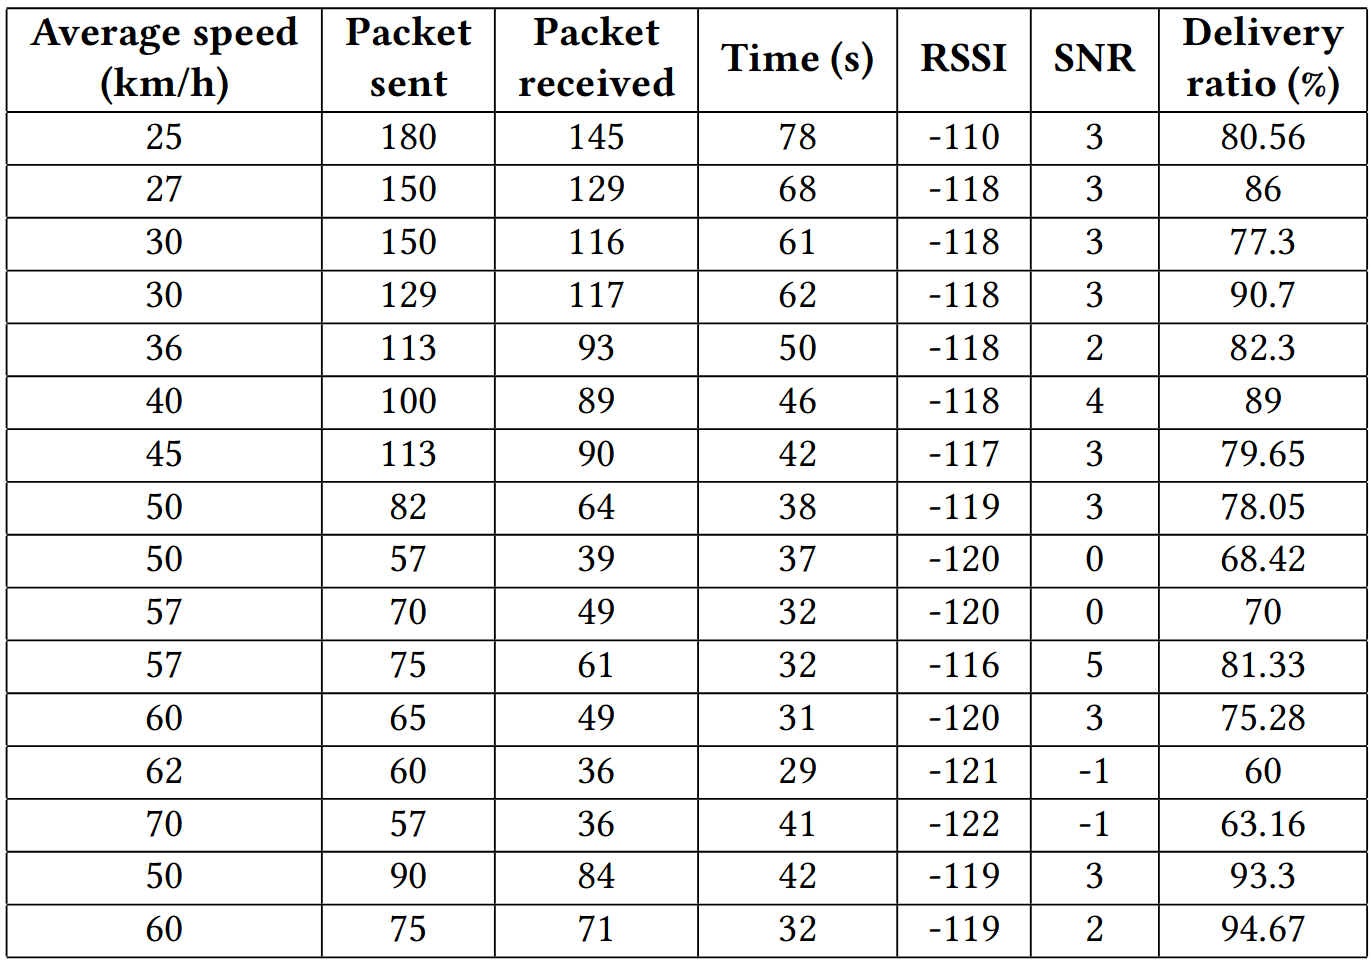 Average speed (km/h) Packet sent Packet received Time (s) RSSI SNR Delivery ratio (%)
25 180 145 78 -110 3 80.56
27 150 129 68 -118 3 86
30 150 116 61 -118 3 77.3
30 129 117 62 -118 3 90.7
36 113 93 50 -118 2 82.3
40 100 89 46 -118 4 89
45 113 90 42 -117 3 79.65
50 82 64 38 -119 3 78.05
50 57 39 37 -120 0 68.42
57 70 49 32 -120 0 70
57 75 61 32 -116 5 81.33
60 65 49 31 -120 3 75.28
62 60 36 29 -121 -1 60
70 57 36 41 -122 -1 63.16
50 90 84 42 -119 3 93.3
60 75 71 32 -119 2 94.67